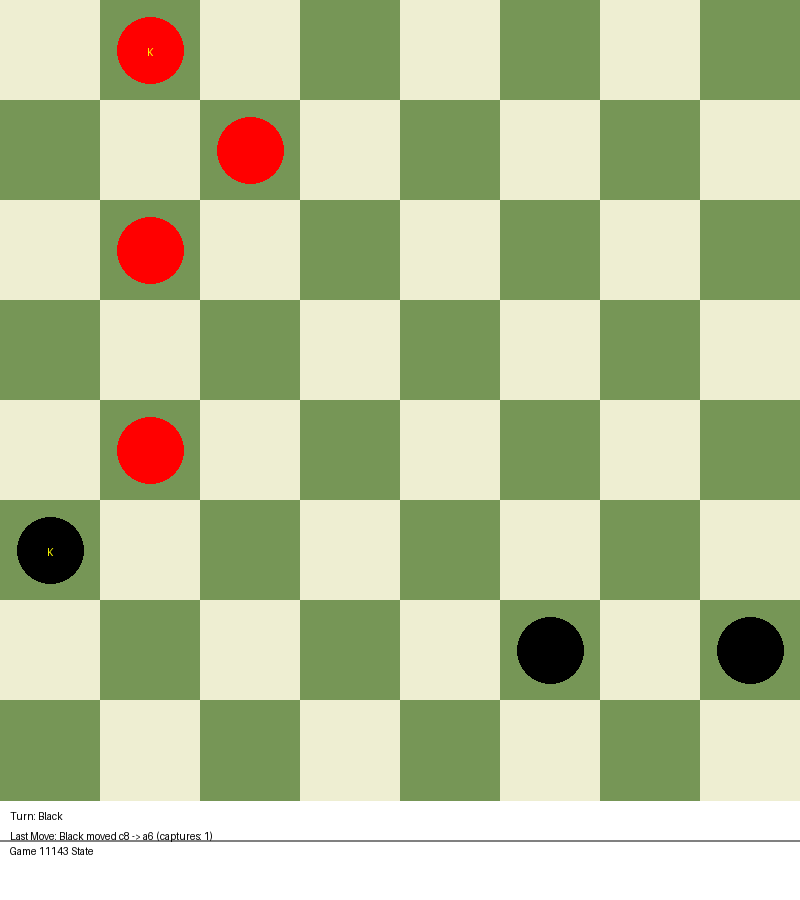 K
K
Turn: Black
Last Move: Black moved c8 -> a6 (captures: 1)
Game 11143 State